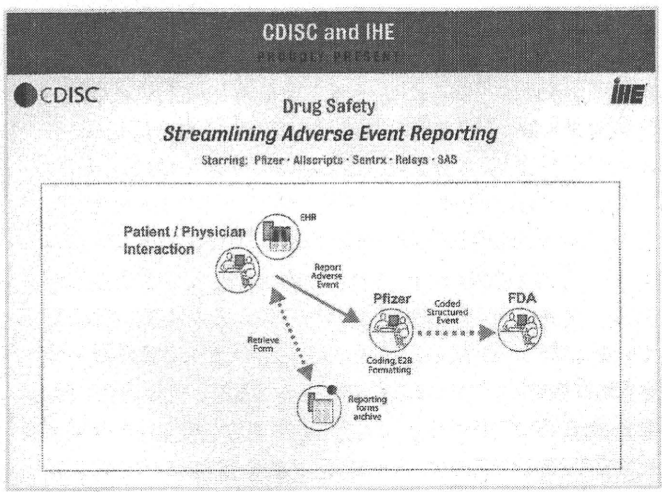 CDISC and IHE
PROUDLY PRESENT
CDISC
IHE
Drug Safety
Streamlining Adverse Event Reporting
Starring: Pfizer · Allscripts · Sentrx · Relsys · SAS
EHR
Patient / Physician
Interaction
Report
Adverse
Event
Pfizer
Coded
Structured
Event
FDA
Retrieve
Form
Coding, E2B
Formatting
Reporting
forms
archive